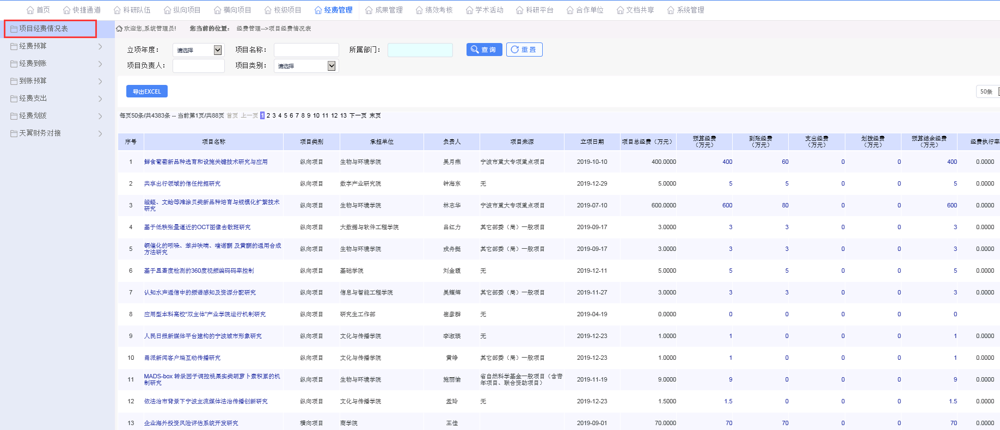 首页 快捷通道 科研队伍 纵向项目 横向项目 校级项目 经费管理 成果管理 绩效考核 学术活动 科研平台 合作单位 文档共享 系统管理
项目经费情况表
经费预算
经费到账
到账预算
经费支出
经费划拨
天翼财务对接
欢迎您,系统管理员! 您当前的位置： 经费管理-->项目经费情况表
立项年度： 请选择 项目名称： 所属部门： 查询 重置
项目负责人： 项目类别： 请选择
导出EXCEL 50条
每页50条/共4383条 -- 当前第1页/共88页 首页 上一页 1 2 3 4 5 6 7 8 9 10 11 12 13 下一页 末页
序号 项目名称 项目类别 承担单位 负责人 项目来源 立项日期 项目总经费（万元） 预算经费（万元） 到账经费（万元） 支出经费（万元） 划拨经费（万元） 预算结余经费（万元） 经费执行率
1 鲜食葡萄新品种选育和设施关键技术研究与应用 纵向项目 生物与环境学院 吴月燕 宁波市重大专项重点项目 2019-10-10 400.0000 400 60 0 0 400 0.0000
2 共享出行领域的信任挖掘研究 纵向项目 数字产业研究院 钟海东 无 2019-12-29 5.0000 5 5 0 0 5 0.0000
3 缢蛏、文蛤等滩涂贝类新品种培育与规模化扩繁技术研究 纵向项目 生物与环境学院 林志华 宁波市重大专项重点项目 2019-07-10 600.0000 600 80 0 0 600 0.0000
4 基于低秩张量逼近的OCT图像去散斑研究 纵向项目 大数据与软件工程学院 吕红力 其它部委（局）一般项目 2019-09-17 3.0000 3 3 0 0 3 0.0000
5 铜催化的吲哚、苯并呋喃、喹诺酮 及黄酮的通用合成方法研究 纵向项目 生物与环境学院 戎舟挺 其它部委（局）一般项目 2019-09-17 3.0000 3 3 0 0 3 0.0000
6 基于显著度检测的360度视频编码码率控制 纵向项目 基础学院 刘金霞 无 2019-12-11 5.0000 5 5 0 0 5 0.0000
7 认知水声通信中的频谱感知及资源分配研究 纵向项目 信息与智能工程学院 吴耀辉 其它部委（局）一般项目 2019-11-27 3.0000 3 3 0 0 3 0.0000
8 应用型本科高校“双主体”产业学院运行机制研究 纵向项目 研究生工作部 崔彦群 无 2019-04-19 0.0000 0 0 0 0 0
9 人民日报新媒体平台建构的宁波城市形象研究 纵向项目 文化与传播学院 李淑瑛 无 2019-12-23 1.0000 1 0 0 0 1 0.0000
10 甬派新闻客户端互动传播研究 纵向项目 文化与传播学院 黄峥 其它部委（局）一般项目 2019-12-23 1.0000 1 0 0 0 1 0.0000
11 MADS-box 转录因子调控桃果实类胡萝卜素积累的机制研究 纵向项目 生物与环境学院 施丽愉 省自然科学基金一般项目（含青年项目、联合资助项目） 2019-11-19 9.0000 9 0 0 0 9 0.0000
12 依法治市背景下宁波主流媒体法治传播创新研究 纵向项目 文化与传播学院 孟玲 无 2019-12-23 1.5000 1.5 0 0 0 1.5 0.0000
13 企业海外投资风险评估系统开发研究 横向项目 商学院 王佳 2019-09-01 70.0000 70 70 0 0 70 0.0000